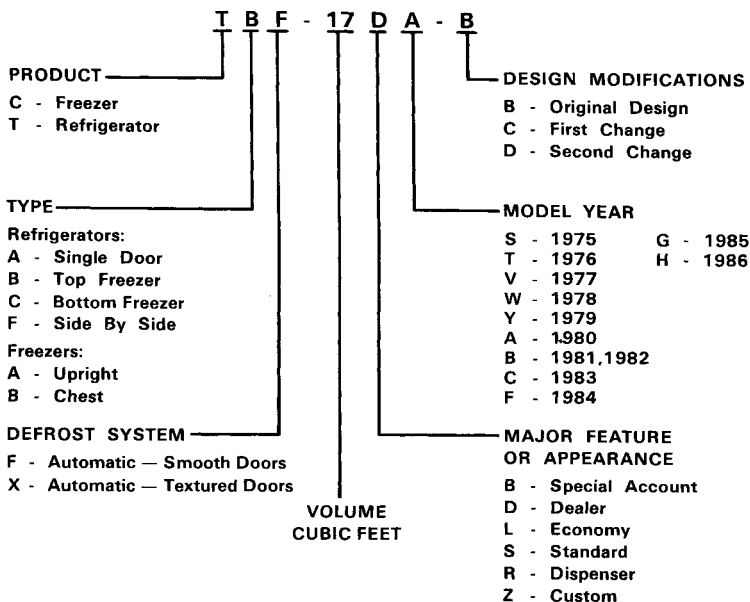 T B F - 17 D A - B
PRODUCT
C - Freezer
T - Refrigerator
TYPE
Refrigerators:
A - Single Door
B - Top Freezer
C - Bottom Freezer
F - Side By Side
Freezers:
A - Upright
B - Chest
DEFROST SYSTEM
F - Automatic — Smooth Doors
X - Automatic — Textured Doors
VOLUME
CUBIC FEET
DESIGN MODIFICATIONS
B - Original Design
C - First Change
D - Second Change
MODEL YEAR
S - 1975 G - 1985
T - 1976 H - 1986
V - 1977
W - 1978
Y - 1979
A - 1980
B - 1981,1982
C - 1983
F - 1984
MAJOR FEATURE
OR APPEARANCE
B - Special Account
D - Dealer
L - Economy
S - Standard
R - Dispenser
Z - Custom